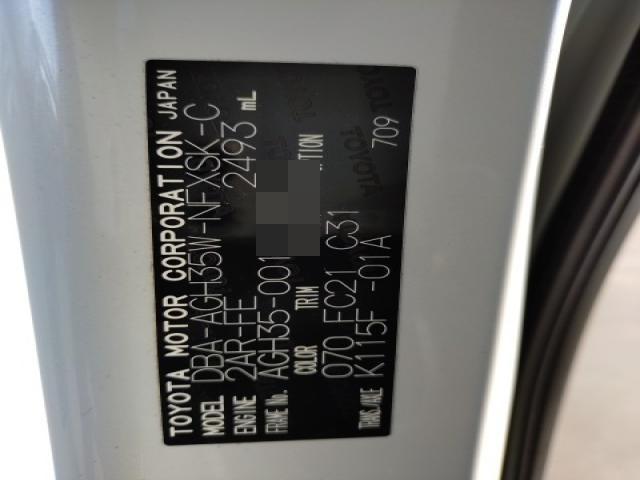 TOYOTA MOTOR CORPORATION JAPAN
MODEL DBA-AGH35W-NFXSK-C
ENGINE 2AR-FE 2493 mL
FRAME No. AGH35-001
COLOR TRIM TION
070 FC21 C31
TRANS/AXLE K115F -01A 709